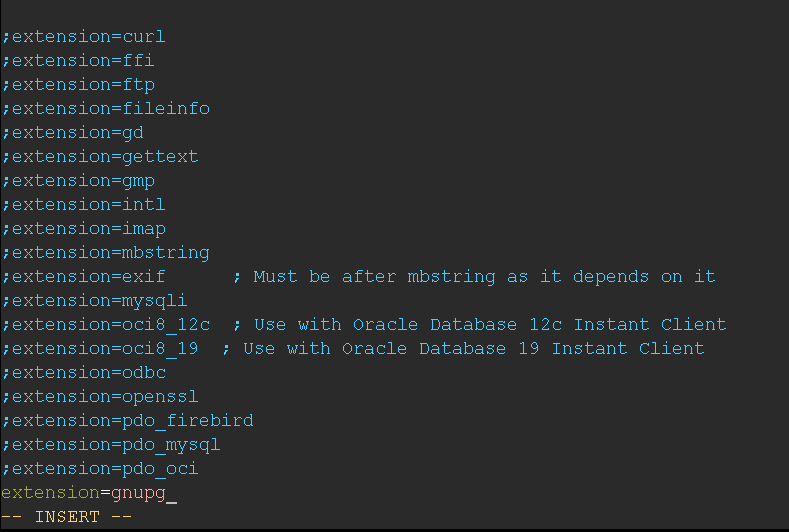 ;extension=curl
;extension=ffi
;extension=ftp
;extension=fileinfo
;extension=gd
;extension=gettext
;extension=gmp
;extension=intl
;extension=imap
;extension=mbstring
;extension=exif      ; Must be after mbstring as it depends on it
;extension=mysqli
;extension=oci8_12c  ; Use with Oracle Database 12c Instant Client
;extension=oci8_19  ; Use with Oracle Database 19 Instant Client
;extension=odbc
;extension=openssl
;extension=pdo_firebird
;extension=pdo_mysql
;extension=pdo_oci
extension=gnupg_
-- INSERT --